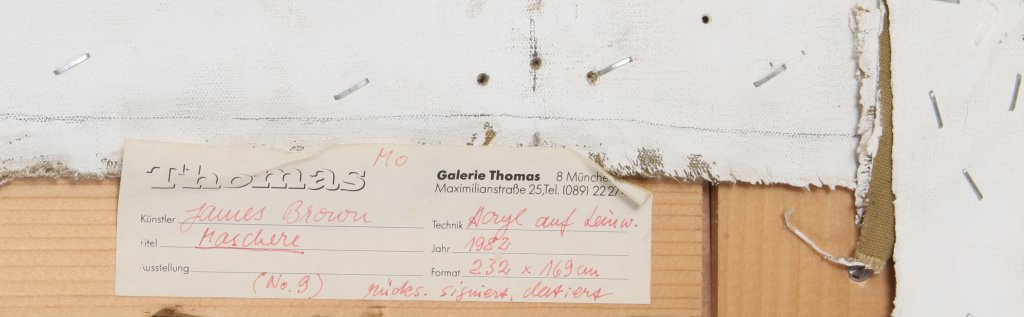 Mo
Thomas
Galerie Thomas 8 Münche
Maximilianstraße 25, Tel. (089) 22 2
Künstler James Brown
Titel Maschere
Ausstellung
(No. 9)
Technik Acryl auf Leinw.
Jahr 1982
Format 232 x 169 cm
rücks. signiert, datiert